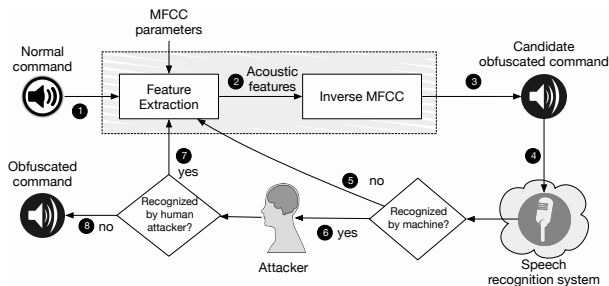 MFCC
parameters
Normal
command
1
Feature
Extraction
2
Acoustic
features
Inverse MFCC
3
Candidate
obfuscated command
4
Speech
recognition system
Recognized
by machine?
5
no
6
yes
Attacker
Recognized
by human
attacker?
7
yes
8
no
Obfuscated
command